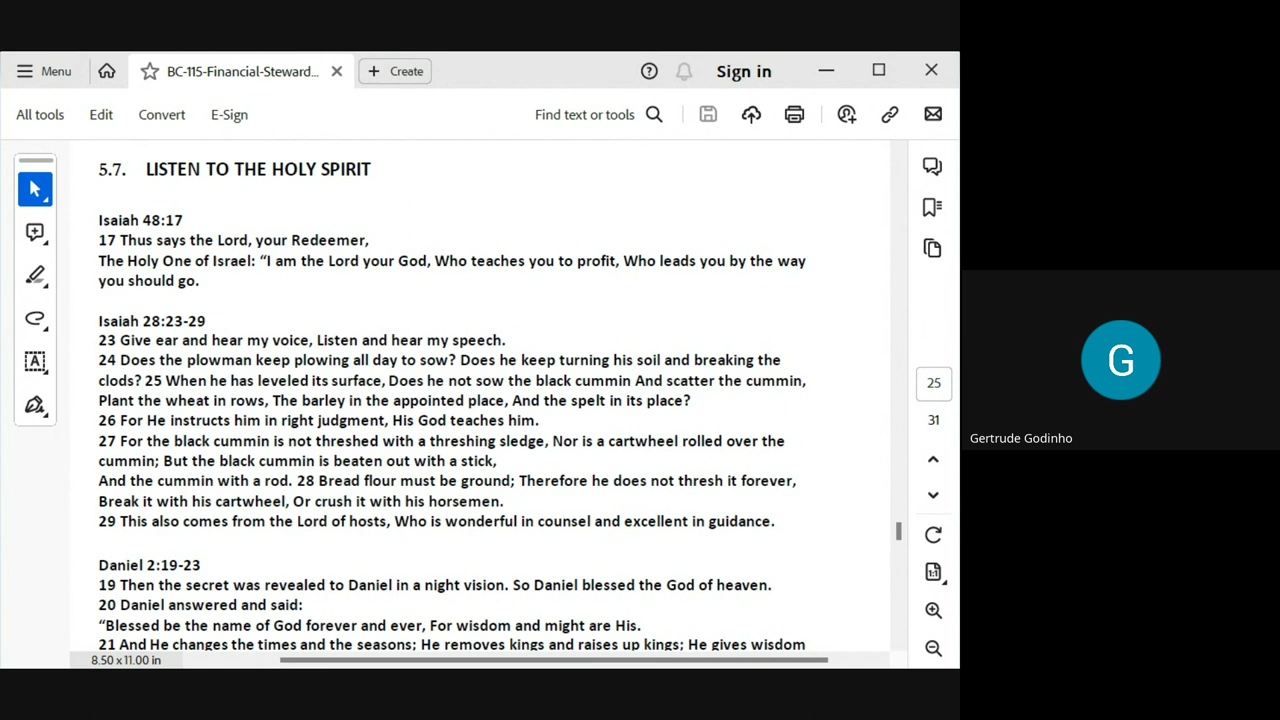 Menu
BC-115-Financial-Steward...
Create
Sign in
All tools
Edit
Convert
E-Sign
Find text or tools
5.7. LISTEN TO THE HOLY SPIRIT
Isaiah 48:17
17 Thus says the Lord, your Redeemer,
The Holy One of Israel: “I am the Lord your God, Who teaches you to profit, Who leads you by the way
you should go.
Isaiah 28:23-29
23 Give ear and hear my voice, Listen and hear my speech.
24 Does the plowman keep plowing all day to sow? Does he keep turning his soil and breaking the
clods? 25 When he has leveled its surface, Does he not sow the black cummin And scatter the cummin,
Plant the wheat in rows, The barley in the appointed place, And the spelt in its place?
26 For He instructs him in right judgment, His God teaches him.
27 For the black cummin is not threshed with a threshing sledge, Nor is a cartwheel rolled over the
cummin; But the black cummin is beaten out with a stick,
And the cummin with a rod. 28 Bread flour must be ground; Therefore he does not thresh it forever,
Break it with his cartwheel, Or crush it with his horsemen.
29 This also comes from the Lord of hosts, Who is wonderful in counsel and excellent in guidance.
Daniel 2:19-23
19 Then the secret was revealed to Daniel in a night vision. So Daniel blessed the God of heaven.
20 Daniel answered and said:
“Blessed be the name of God forever and ever, For wisdom and might are His.
21 And He changes the times and the seasons; He removes kings and raises up kings; He gives wisdom
8.50 x 11.00 in
25
31
1:1
G
Gertrude Godinho